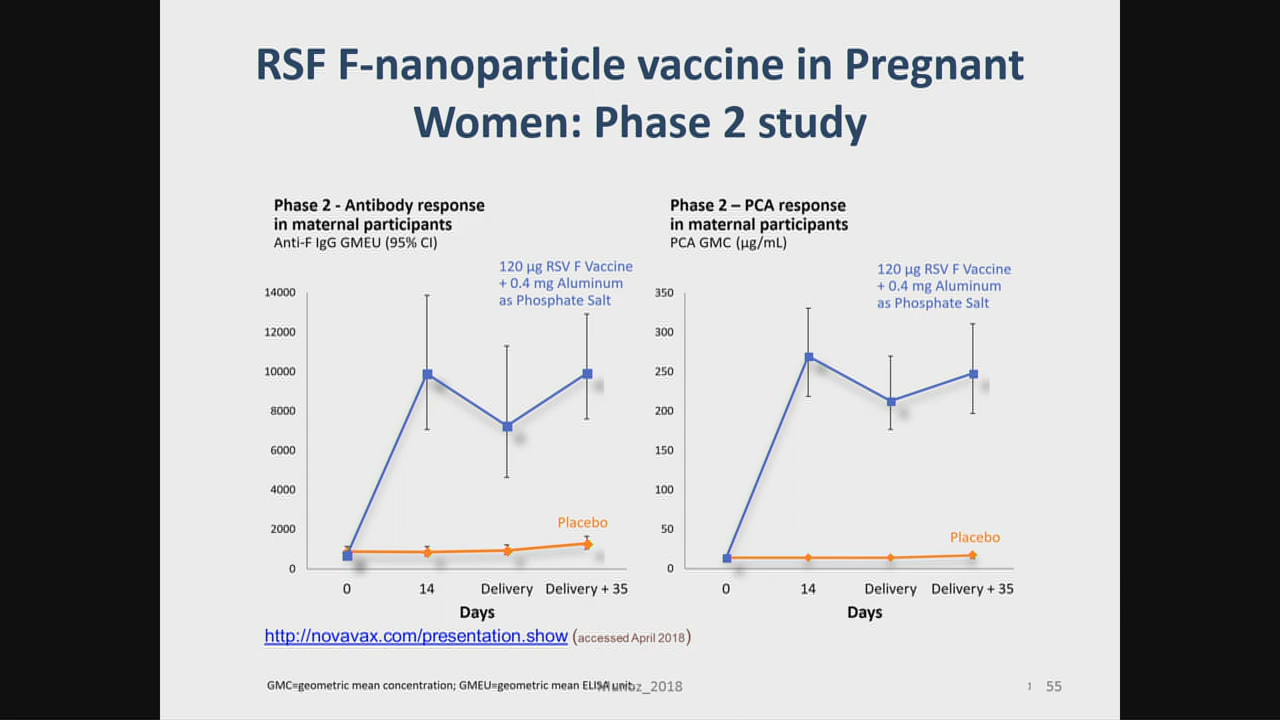 RSF F-nanoparticle vaccine in Pregnant
Women: Phase 2 study
Phase 2 - Antibody response
in maternal participants
Anti-F IgG GMEU (95% CI)
120 µg RSV F Vaccine
+ 0.4 mg Aluminum
as Phosphate Salt
14000
12000
10000
8000
6000
4000
2000
0
Placebo
0 14 Delivery Delivery + 35
Days
Phase 2 – PCA response
in maternal participants
PCA GMC (µg/mL)
120 µg RSV F Vaccine
+ 0.4 mg Aluminum
as Phosphate Salt
350
300
250
200
150
100
50
0
Placebo
0 14 Delivery Delivery + 35
Days
http://novavax.com/presentation.show (accessed April 2018)
GMC=geometric mean concentration; GMEU=geometric mean ELISA unit
Munoz_2018
1 55